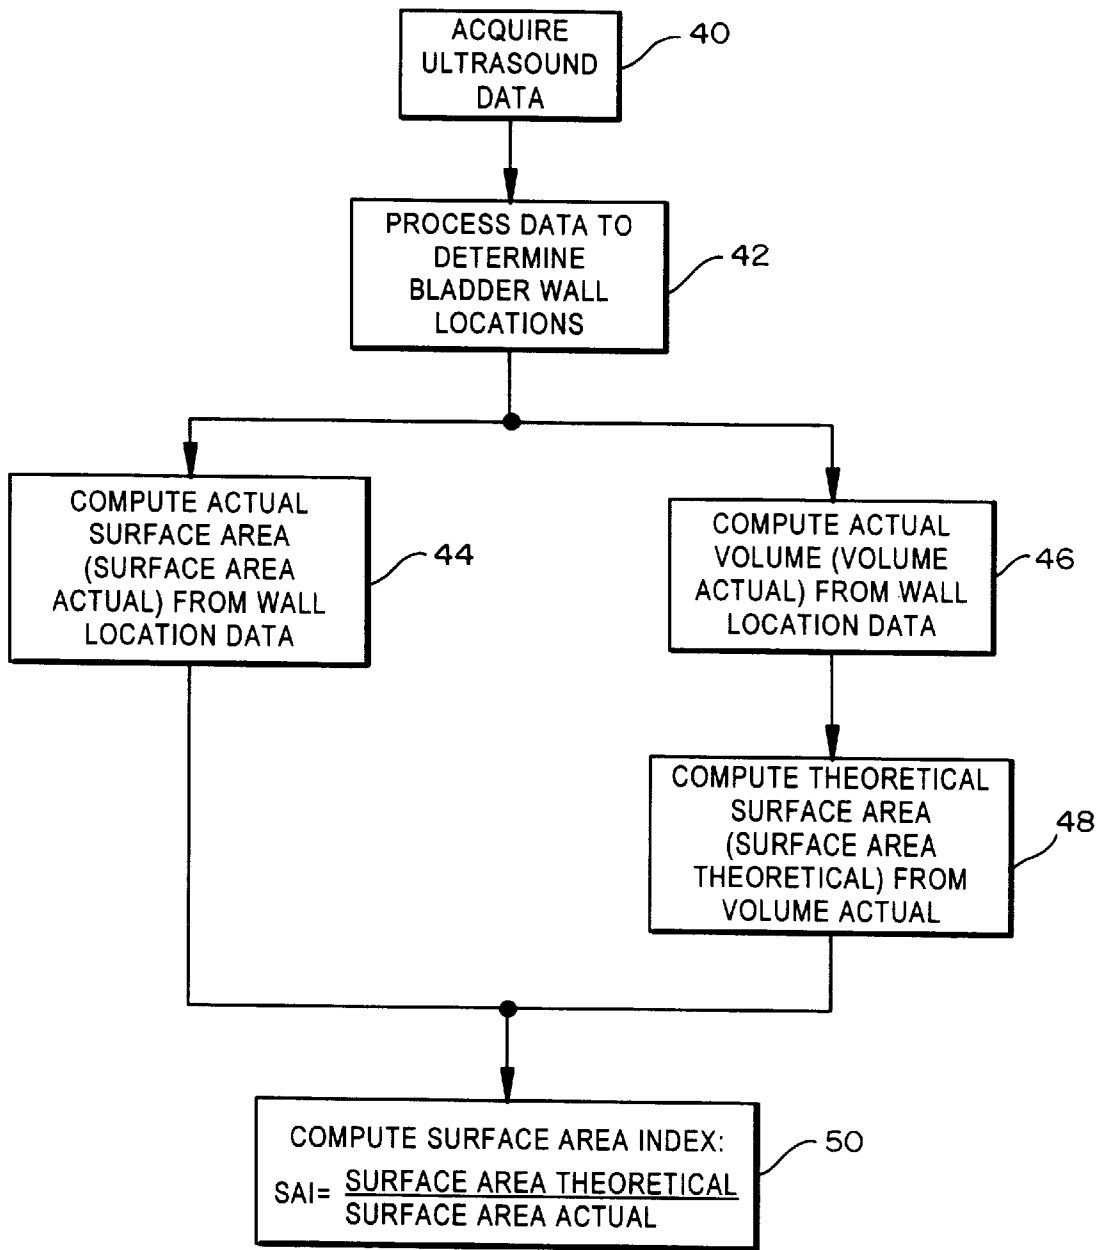 ACQUIRE
ULTRASOUND
DATA
40
PROCESS DATA TO
DETERMINE
BLADDER WALL
LOCATIONS
42
COMPUTE ACTUAL
SURFACE AREA
(SURFACE AREA
ACTUAL) FROM WALL
LOCATION DATA
44
COMPUTE ACTUAL
VOLUME (VOLUME
ACTUAL) FROM WALL
LOCATION DATA
46
COMPUTE THEORETICAL
SURFACE AREA
(SURFACE AREA
THEORETICAL) FROM
VOLUME ACTUAL
48
COMPUTE SURFACE AREA INDEX:
SAI= SURFACE AREA THEORETICAL
SURFACE AREA ACTUAL
50